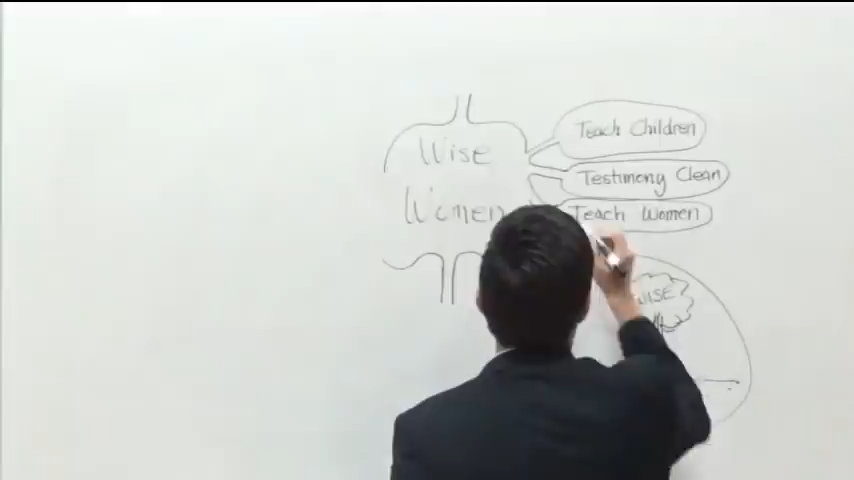 Wise
Women
Teach Children
Testimony Clean
Teach Women
WISE